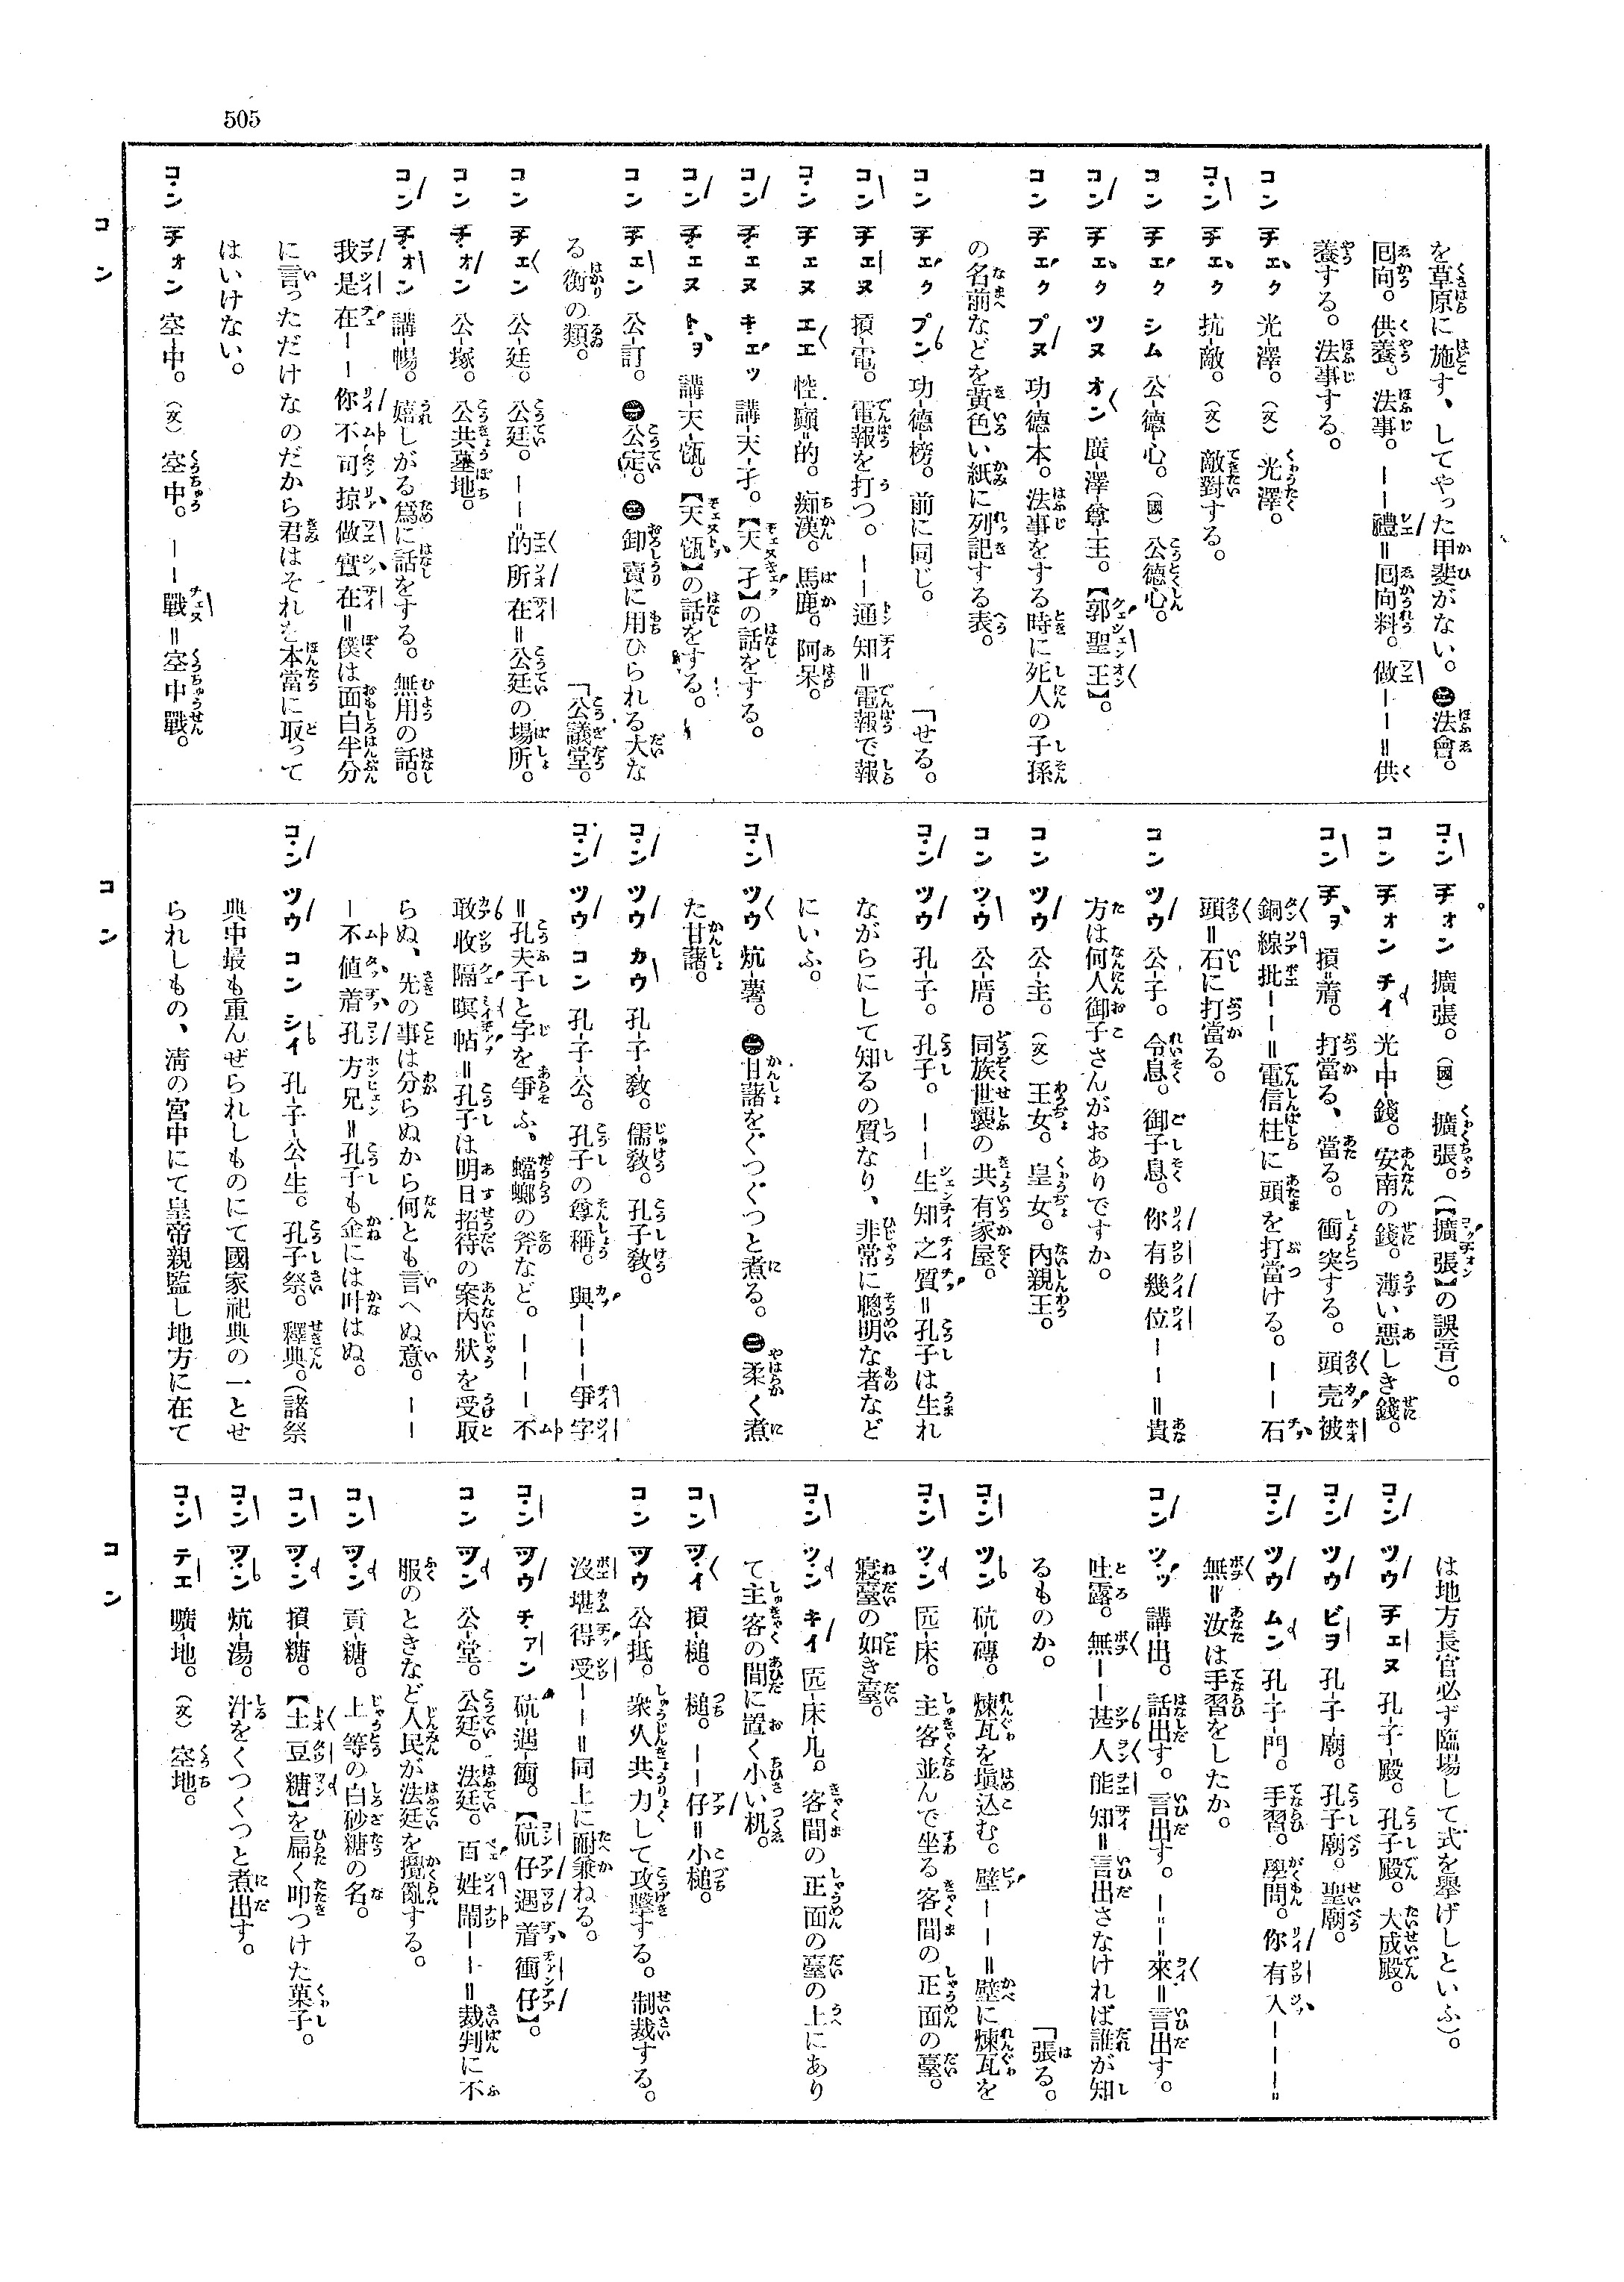 505
を草原に施す、してやった甲斐がない。㊁法會。
囘向。供養。法事。――禮＝囘向料。做――＝供
養する。法事する。
コン チェク 光-澤。（文） 光澤。
コン チェク 抗-敵。（文） 敵對する。
コン チェク シム 公-德-心。（國） 公德心。
コン チェク ツヌ オン 廣-澤-尊-王。【郭聖王】。
コン チェク プヌ 功-德-本。法事をする時に死人の子孫
の名前などを黄色い紙に列記する表。
コン チェク プン 功-德-榜。前に同じ。 「せる。
コン チェヌ 摃-電。電報を打つ。――通知＝電報で報
コン チェヌ エエ 悾-癲＝的。痴漢。馬鹿。阿呆。
コン チェヌ キェッ 講-天-孑。【天孑】の話をする。
コン チェヌ ト ヲ 講-天-瓿。【天瓿】の話をする。
コン チェン 公-訂。㊀公定。㊁卸賣に用ひられる大な
る衡の類。 「公議堂。
コン チェン 公-廷。公廷。――＝的所在＝公廷の場所。
コン チォン 公-塚。公共墓地。
コン チォン 講-暢。嬉しがる爲に話をする。無用の話。
我是在――你不可掠做實在＝僕は面白半分
に言っただけなのだから君はそれを本當に取って
はいけない。
コン チォン 空-中。（文） 空中。――戰＝空中戰。
コン チォン 擴-張。（國） 擴張。（【擴張】の誤音）。
コン チォン チイ 光-中-錢。安南の錢。薄い惡しき錢。
コン チヲ 摃-着。打當る、當る。衝突する。頭壳被
銅線批――＝電信柱に頭を打當ける。――石
頭＝石に打當る。
コン ツウ 公-子。令息。御子息。你有幾位――＝貴
方は何人御子さんがおありですか。
コン ツウ 公-主。（文） 王女。皇女。內親王。
コン ツウ 公-厝。同族世襲の共有家屋。
コン ツウ 孔-子。孔子。――生知之質＝孔子は生れ
ながらにして知るの質なり、非常に聰明な者など
にいふ。
コン ツウ 炕-薯。㊀甘藷をぐつぐつと煮る。㊁柔く煮
た甘藷。
コン ツウ カウ 孔-子-敎。儒敎。孔子敎。
コン ツウ コン 孔-子-公。孔子の尊稱。與―――爭字
＝孔夫子と字を爭ふ、蟷螂の斧など。―――不
敢收隔暝帖＝孔子は明日招待の案內狀を受取
らぬ、先の事は分らぬから何とも言へぬ意。――
―不値着孔方兄＝孔子も金には叶はぬ。
コン ツウ コン シイ 孔-子-公-生。孔子祭。釋典。（諸祭
典中最も重んぜられしものにて國家祀典の一とせ
られしもの、淸の宮中にて皇帝親監し地方に在て
は地方長官必ず臨場して式を擧げしといふ）。
コン ツウ チェヌ 孔-子-殿。孔子殿。大成殿。
コン ツウ ビヲ 孔-子-廟。孔子廟。聖廟。
コン ツウ ムン 孔-子-門。手習。學問。你有入―――＝
無＝汝は手習をしたか。
コン ツッ 講-出。話出す。言出す。―＝―＝來＝言出す。
吐露。無――甚人能知＝言出さなければ誰が知
るものか。 「張る。
コン ツン 砊-磚。煉瓦を塡込む。壁――＝壁に煉瓦を
コン ツン 匟-床。主客並んで坐る客間の正面の臺。
寢臺の如き臺。
コン ツン キイ 匟-床-几。客間の正面の臺の上にあり
て主客の間に置く小い机。
コン ツイ 摃-槌。槌。――仔＝小槌。
コン ツウ 公-抵。衆人共力して攻擊する。制裁する。
沒堪得受――＝同上に耐兼ねる。
コン ツウ チァン 砊-遇-衝。【砊仔遇着衝仔】。
コン ツン 公-堂。公廷。法廷。百姓鬧――＝裁判に不
服のときなど人民が法廷を攪亂する。
コン ツン 貢-糖。上等の白砂糖の名。
コン ツン 摃-糖。【土豆糖】を扁く叩つけた菓子。
コン ツン 炕-湯。汁をくつくつと煮出す。
コン テエ 曠-地。（文） 空地。
コン
コン
コン